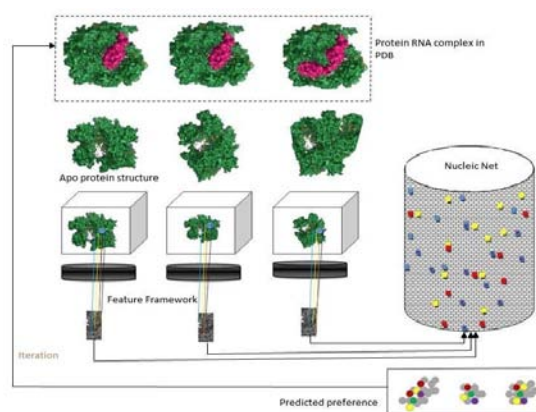 Protein RNA complex in
PDB
Apo protein structure
Nucleic Net
Feature Framework
Iteration
Predicted preference